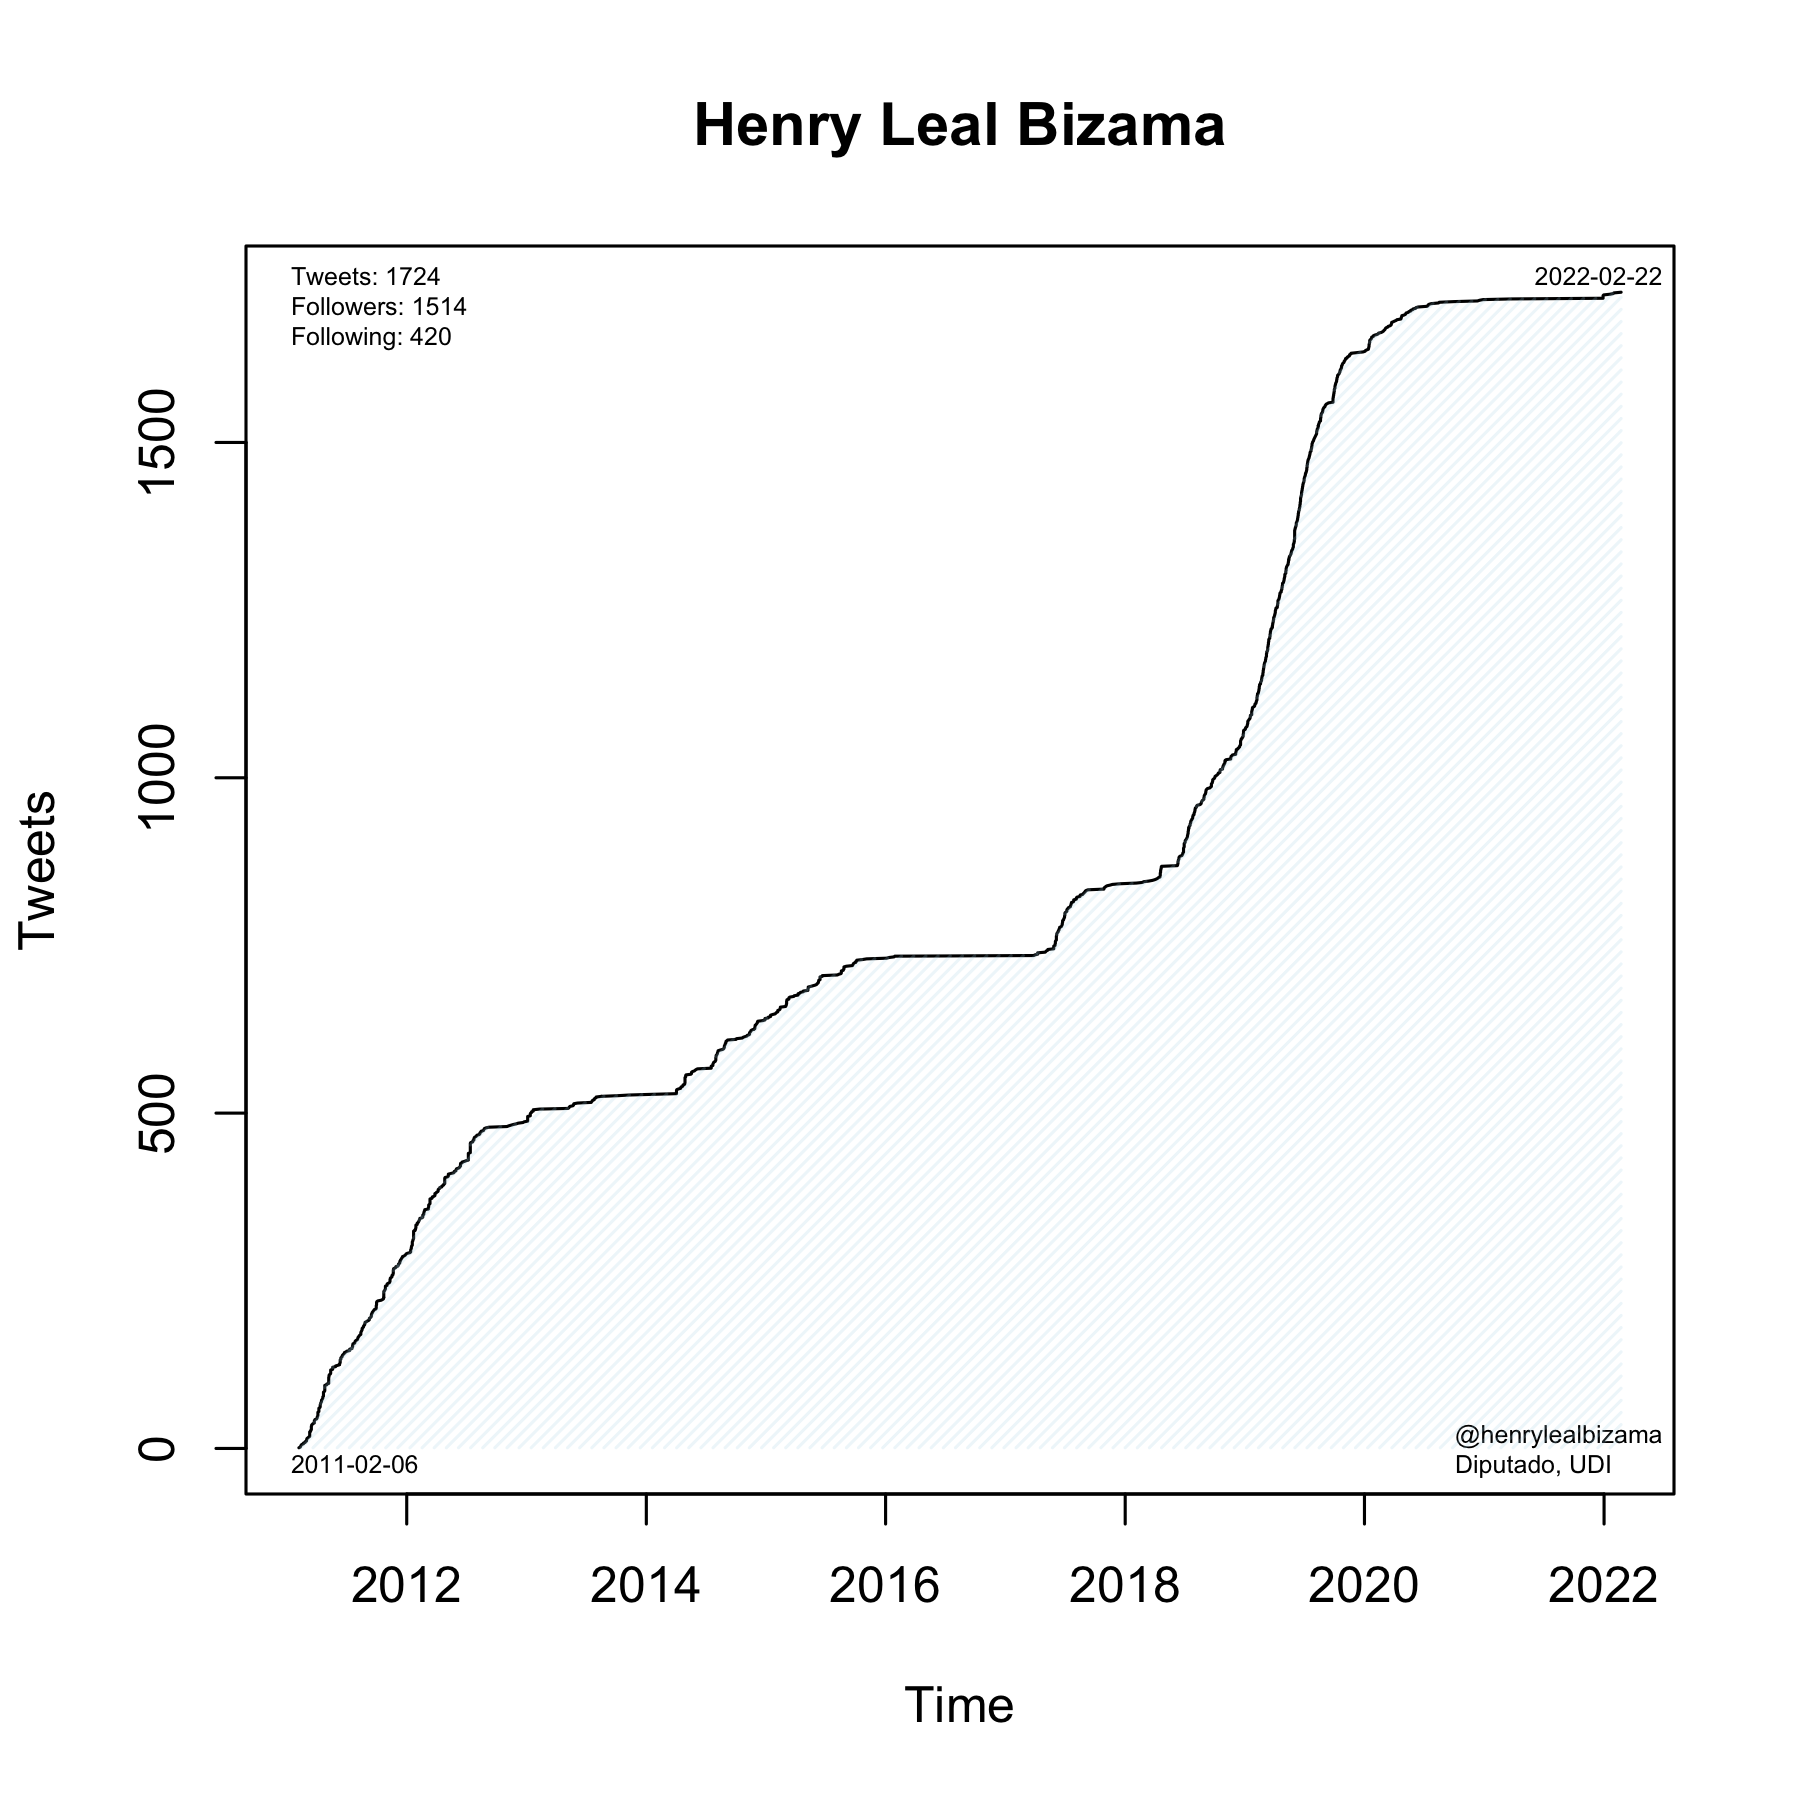 Henry Leal Bizama
Tweets: 1724
Followers: 1514
Following: 420
2022-02-22
1500
1000
500
0
Tweets
2011-02-06
@henrylealbizama
Diputado, UDI
2012 2014 2016 2018 2020 2022
Time